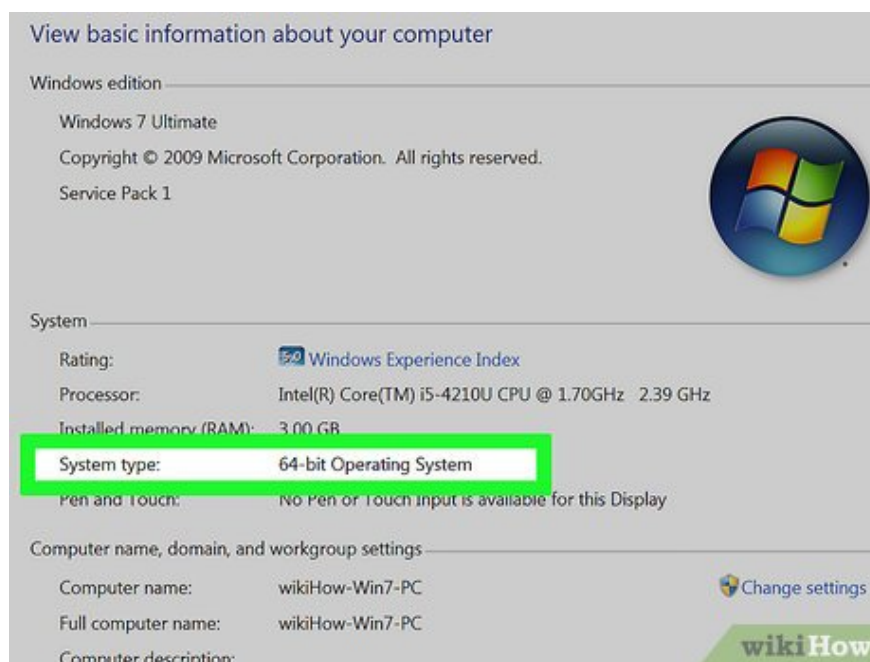 View basic information about your computer
Windows edition
Windows 7 Ultimate
Copyright © 2009 Microsoft Corporation. All rights reserved.
Service Pack 1
System
Rating: 5.0 Windows Experience Index
Processor: Intel(R) Core(TM) i5-4210U CPU @ 1.70GHz 2.39 GHz
Installed memory (RAM): 3.00 GB
System type: 64-bit Operating System
Pen and Touch: No Pen or Touch Input is available for this Display
Computer name, domain, and workgroup settings
Computer name: wikiHow-Win7-PC Change settings
Full computer name: wikiHow-Win7-PC
Computer description:
wikiHow